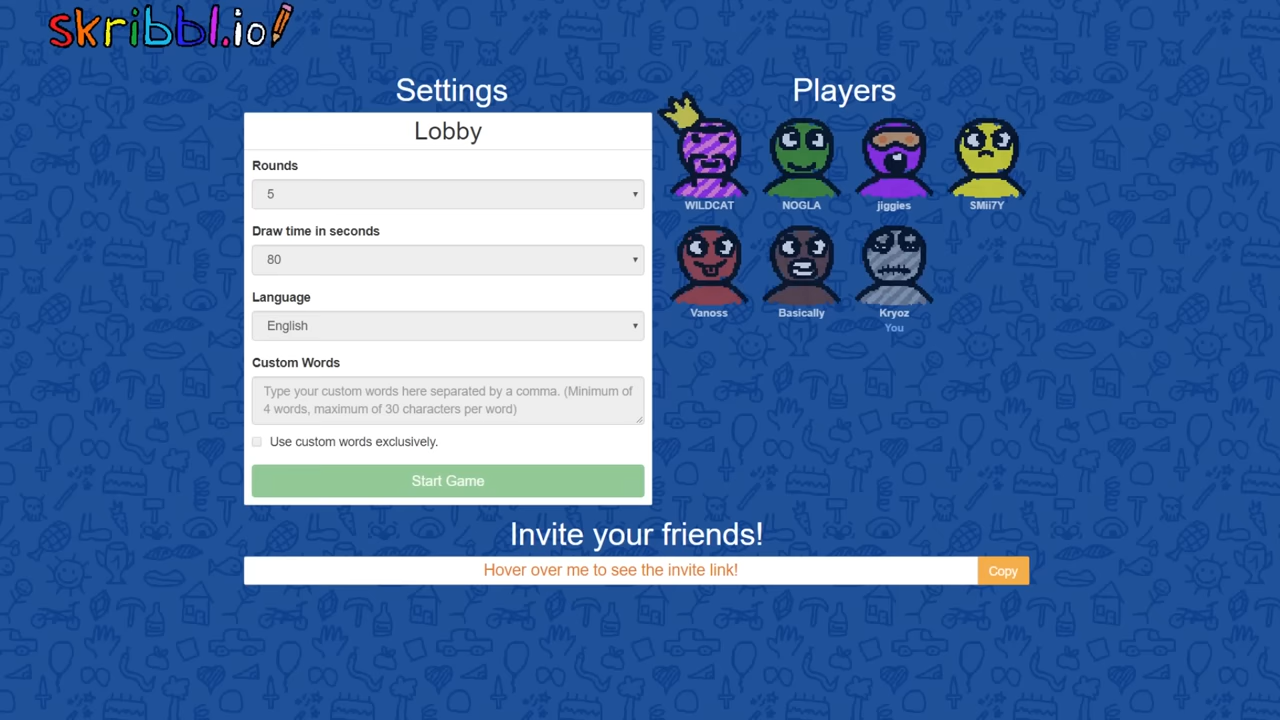 skribbl.io
Settings
Players
Lobby
Rounds
5
Draw time in seconds
80
Language
English
Custom Words
Type your custom words here separated by a comma. (Minimum of
4 words, maximum of 30 characters per word)
Use custom words exclusively.
Start Game
WILDCAT
NOGLA
jiggies
SMii7Y
Vanoss
Basically
Kryoz
You
Invite your friends!
Hover over me to see the invite link!
Copy